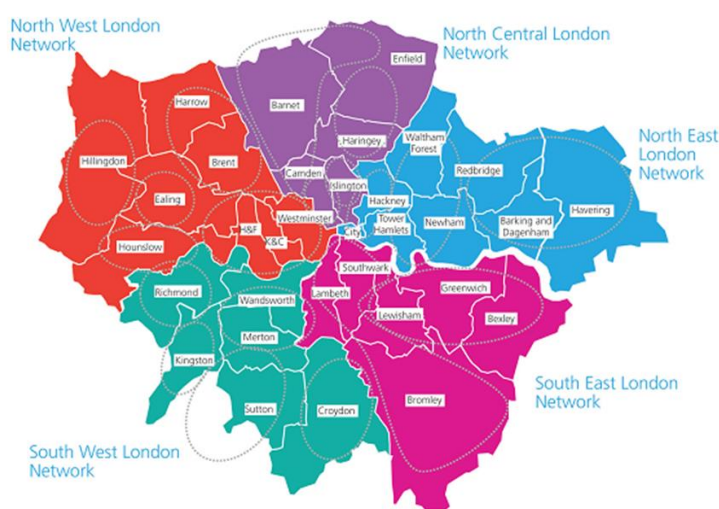 North West London
Network
North Central London
Network
Enfield
Harrow
Barnet
Haringey
Waltham
Forest
North East
London
Network
Hillingdon
Brent
Redbridge
Camden
Islington
Ealing
Hackney
Havering
Westminster
Tower
Hamlets
Newham
Barking and
Dagenham
H&F
City
K&C
Hounslow
Southwark
Richmond
Lambeth
Greenwich
Wandsworth
Lewisham
Bexley
Merton
Kingston
South East London
Network
Bromley
Sutton
Croydon
South West London
Network